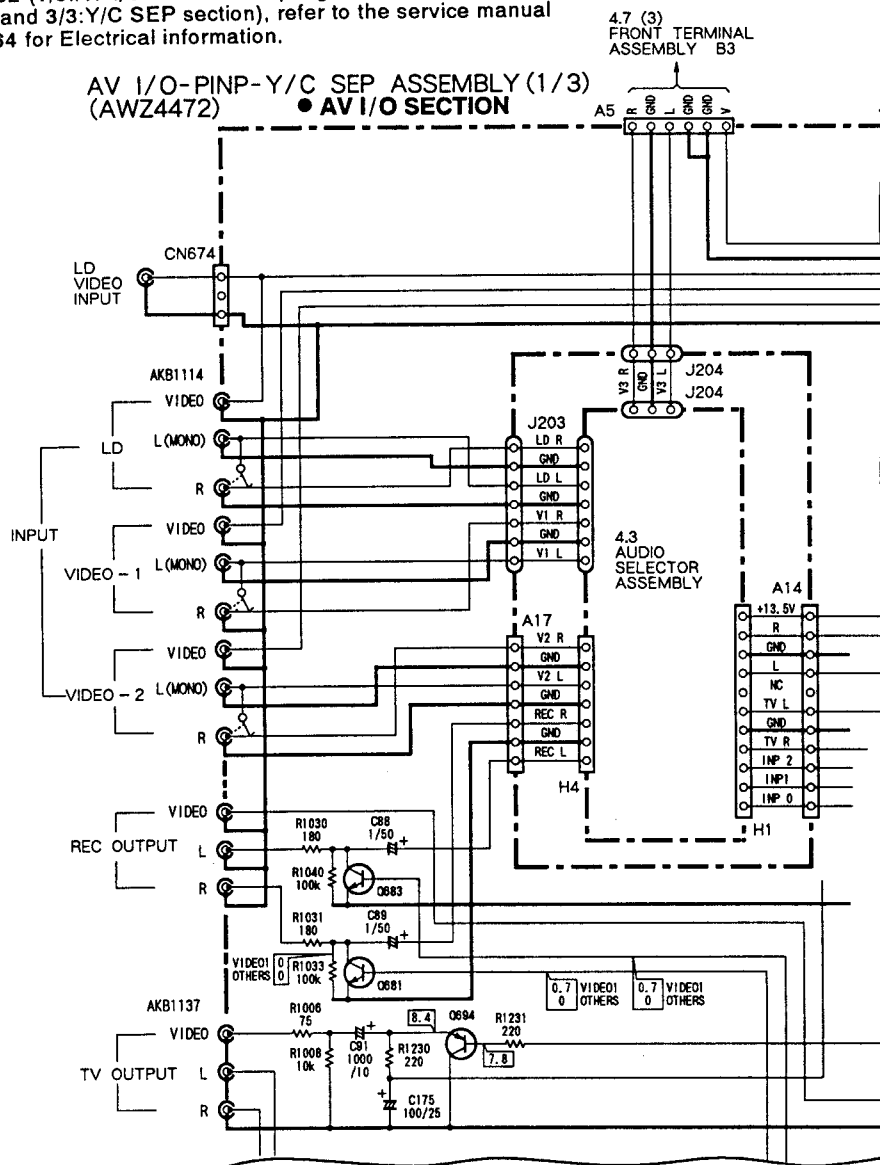 and 3/3:Y/C SEP section), refer to the service manual
64 for Electrical information.
4.7 (3)
FRONT TERMINAL
ASSEMBLY B3
AV I/O-PINP-Y/C SEP ASSEMBLY (1/3)
(AWZ4472) ● AV I/O SECTION
A5
R
GND
L
GND
GND
V
CN674
LD
VIDEO
INPUT
AKB1114
VIDEO
LD
L(MONO)
R
INPUT
VIDEO
VIDEO-1
L(MONO)
R
VIDEO
VIDEO-2
L(MONO)
R
V3 R
GND
V3 L
J204
J204
J203
LD R
GND
LD L
GND
V1 R
GND
V1 L
4.3
AUDIO
SELECTOR
ASSEMBLY
A17
V2 R
GND
V2 L
GND
REC R
GND
REC L
H4
A14
+13.5V
R
GND
L
NC
TV L
GND
TV R
INP 2
INP1
INP 0
H1
VIDEO
REC OUTPUT
L
R
R1030
180
C88
1/50
+
R1040
100k
Q683
R1031
180
C89
1/50
+
VIDEO1 0
OTHERS 0
R1033
100k
Q681
0.7 VIDEO1
0 OTHERS
0.7 VIDEO1
0 OTHERS
AKB1137
VIDEO
TV OUTPUT
L
R
R1006
75
R1008
10k
C91
1000
/10
+
8.4
Q694
R1230
220
7.8
R1231
220
+
C175
100/25